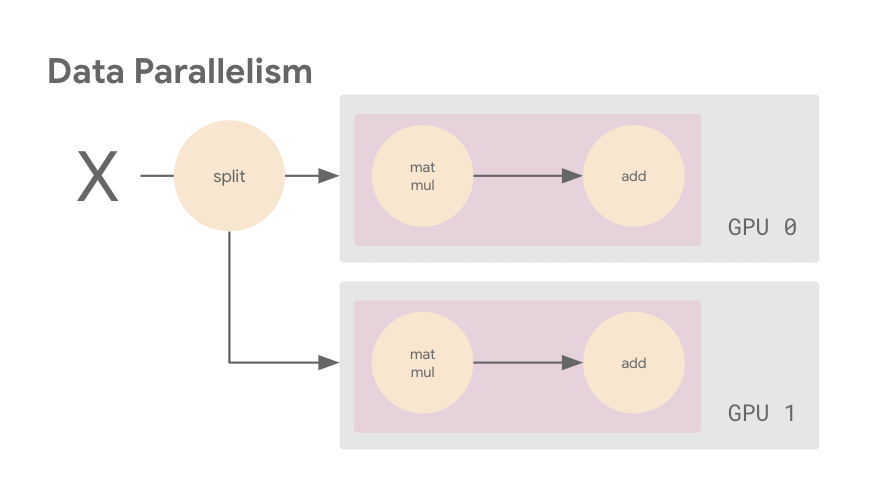 Data Parallelism
X
split
mat
mul
add
GPU 0
mat
mul
add
GPU 1